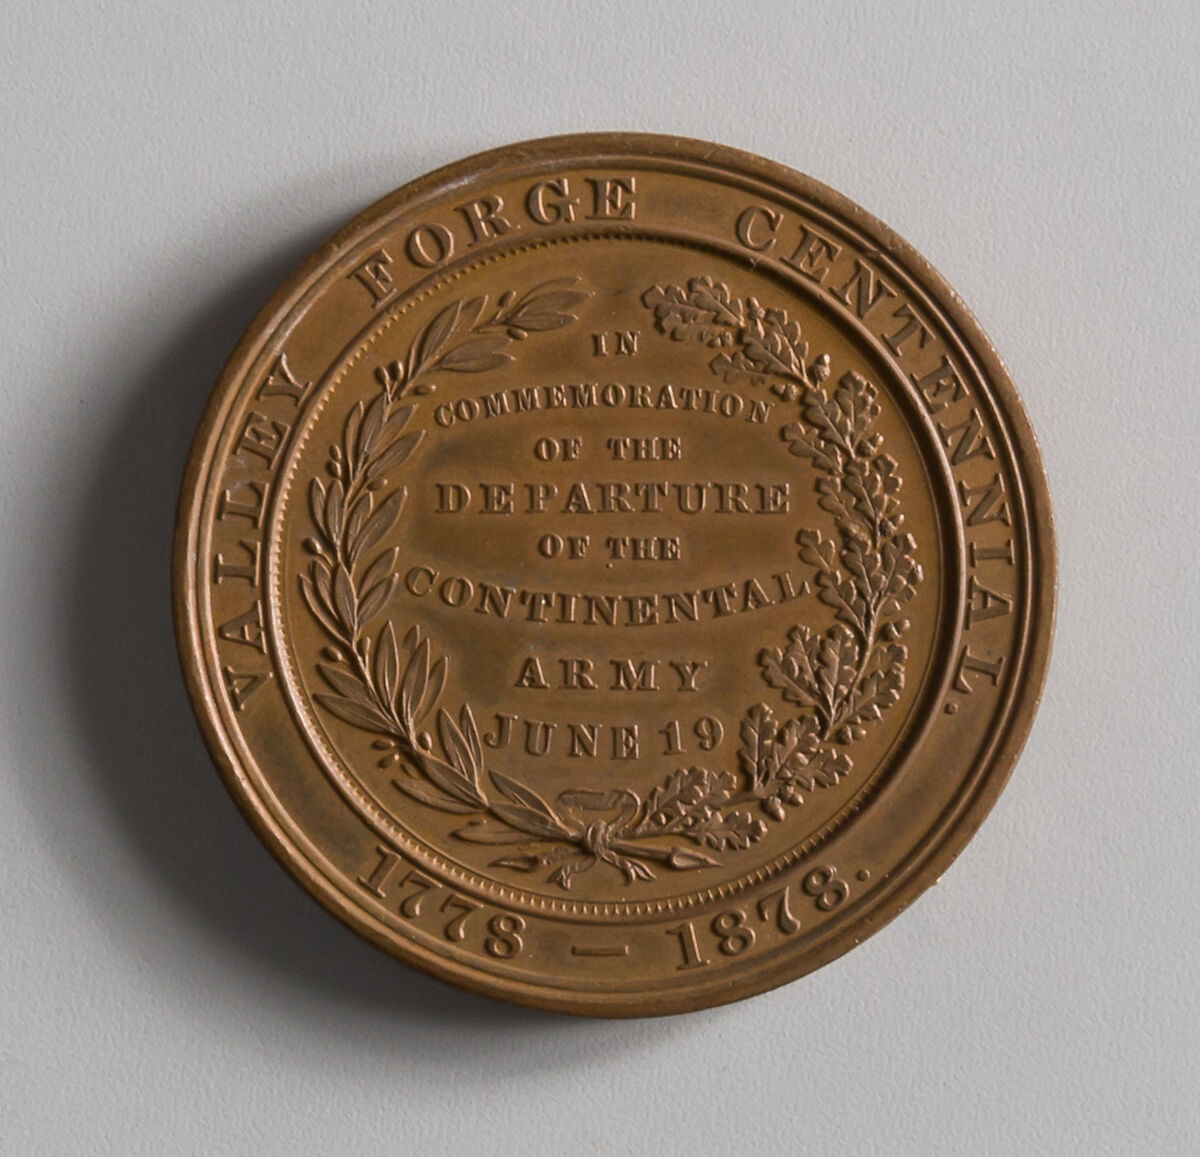 VALLEY FORGE CENTENNIAL.
IN
COMMEMORATION
OF THE
DEPARTURE
OF THE
CONTINENTAL
ARMY
JUNE 19
1778 — 1878.